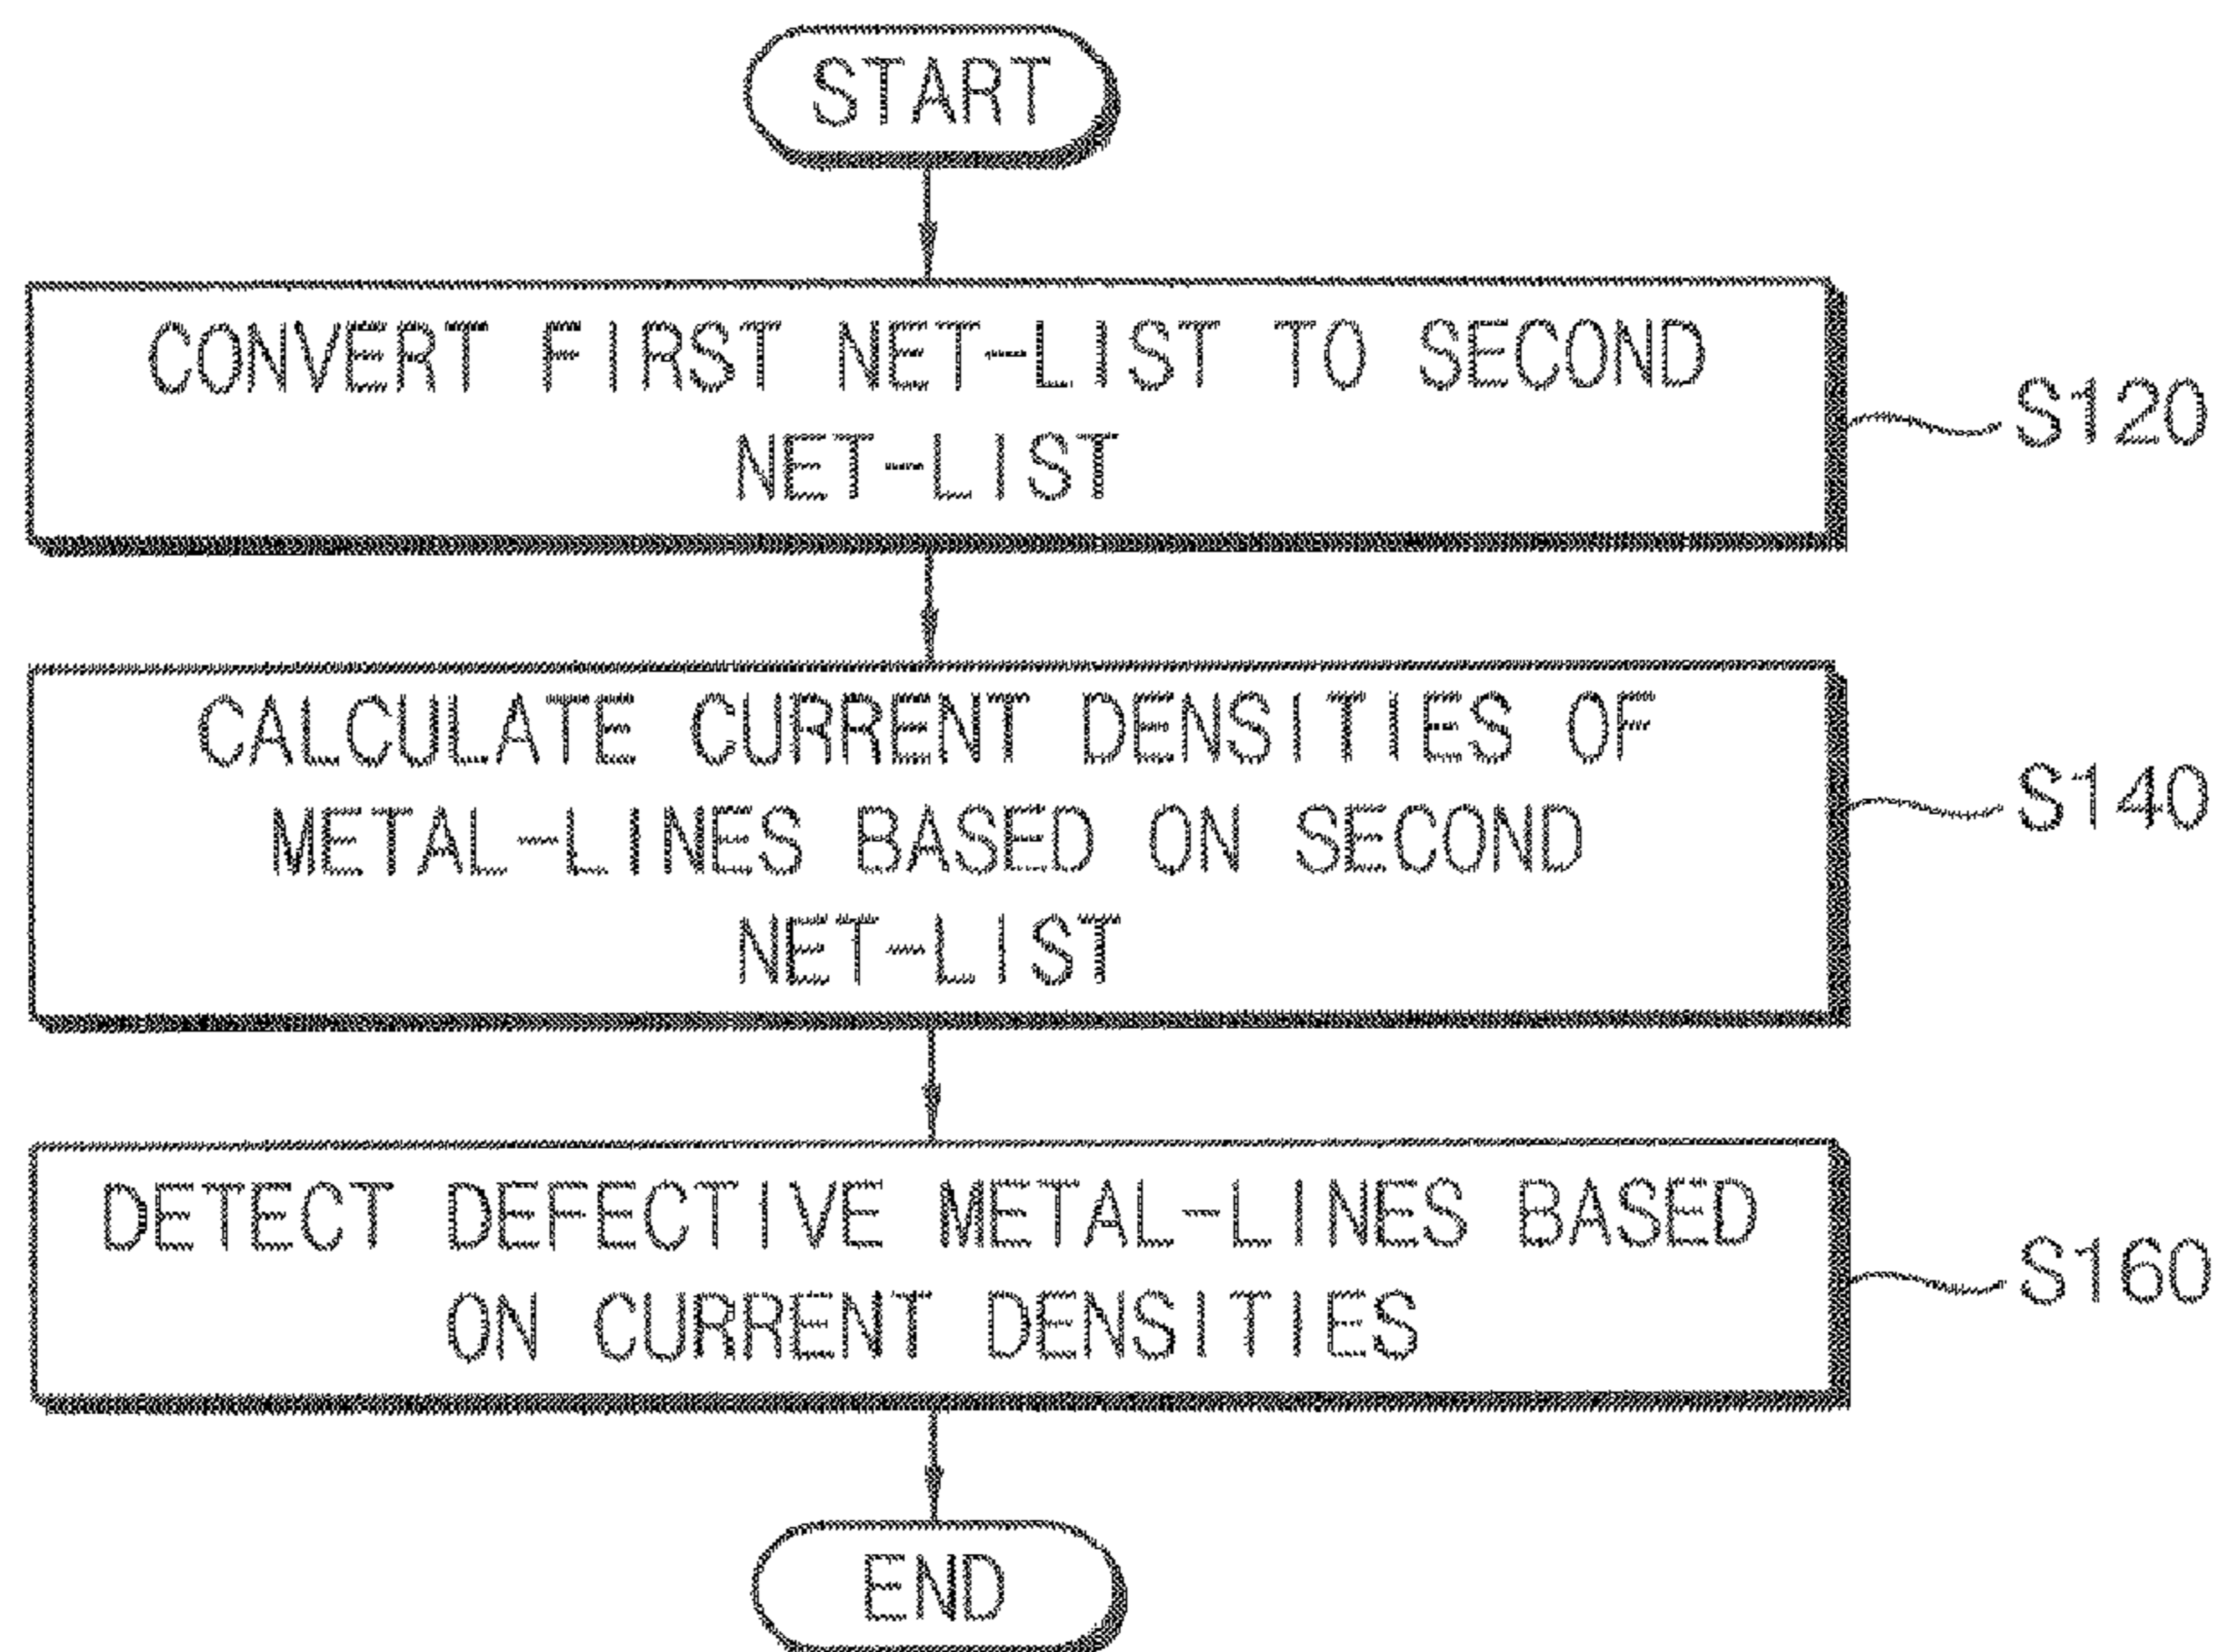 START
CONVERT FIRST NET-LIST TO SECOND
NET-LIST
S120
CALCULATE CURRENT DENSITIES OF
METAL-LINES BASED ON SECOND
NET-LIST
S140
DETECT DEFECTIVE METAL-LINES BASED
ON CURRENT DENSITIES
S160
END